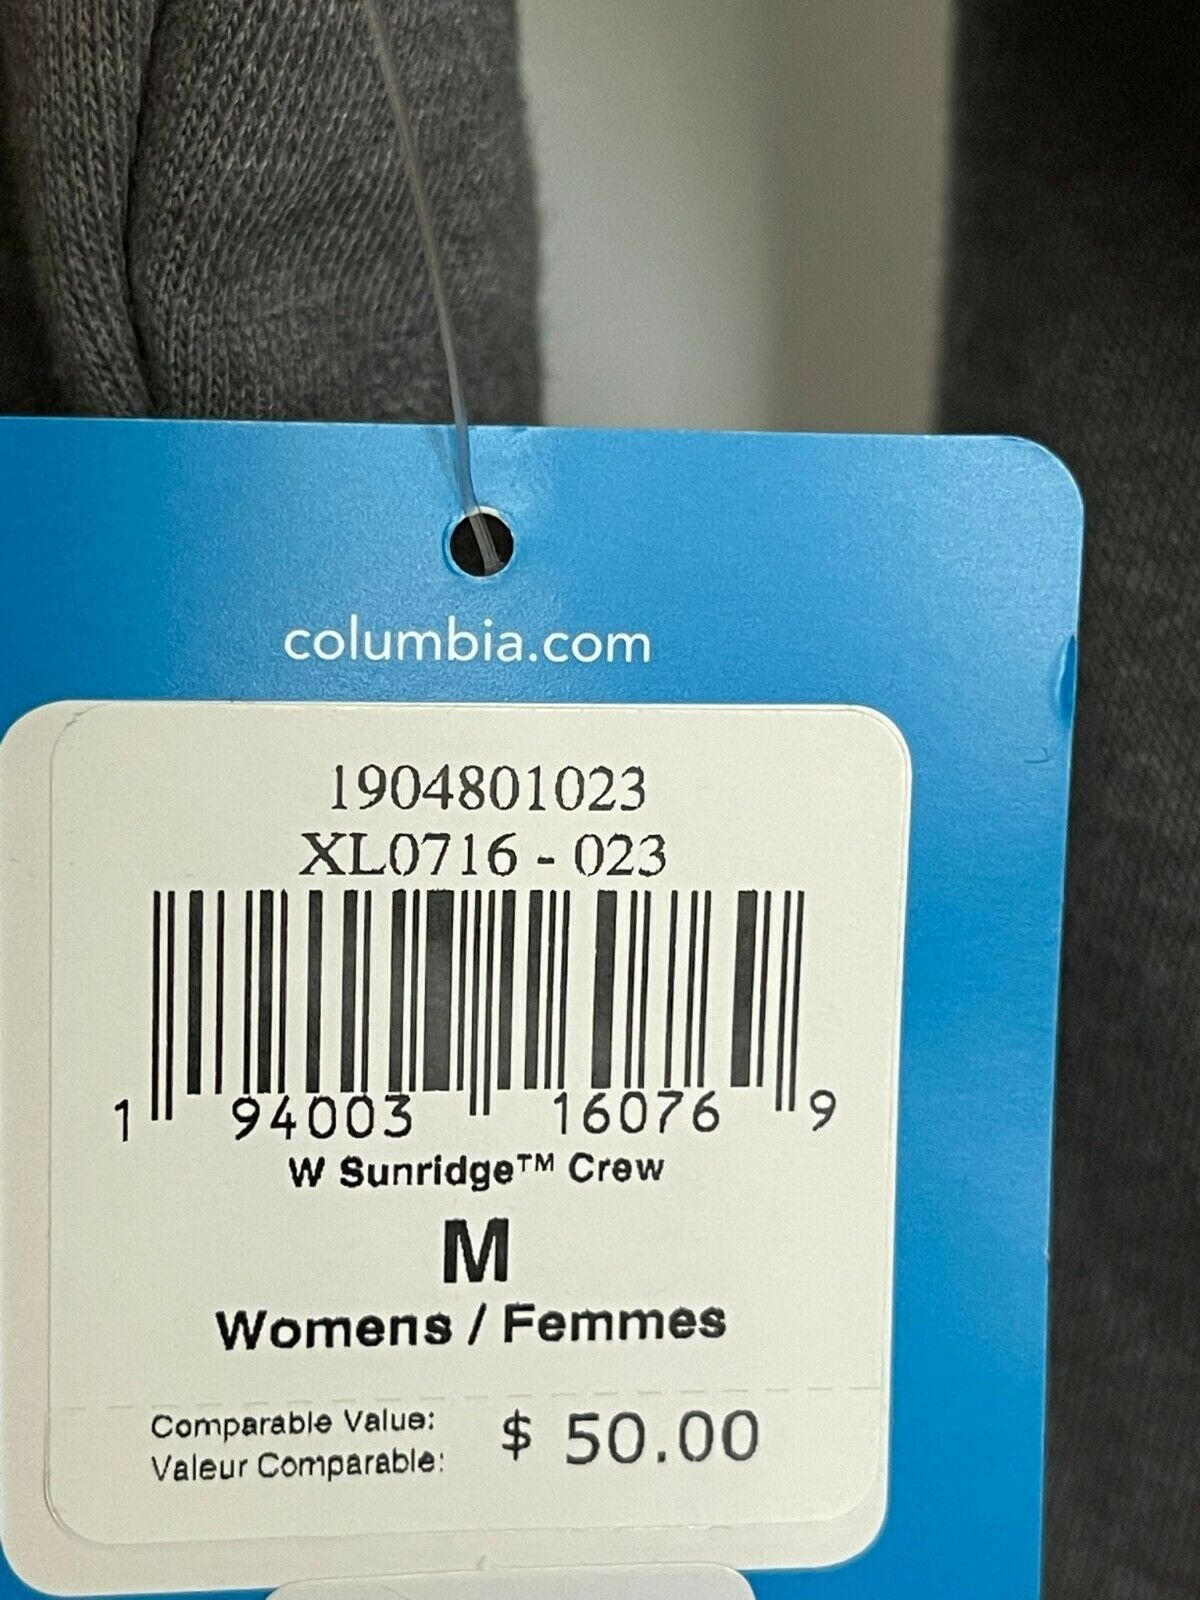 columbia.com
1904801023
XL0716 - 023
1 94003 16076 9
W Sunridge™ Crew
M
Womens / Femmes
Comparable Value: $ 50.00
Valeur Comparable: